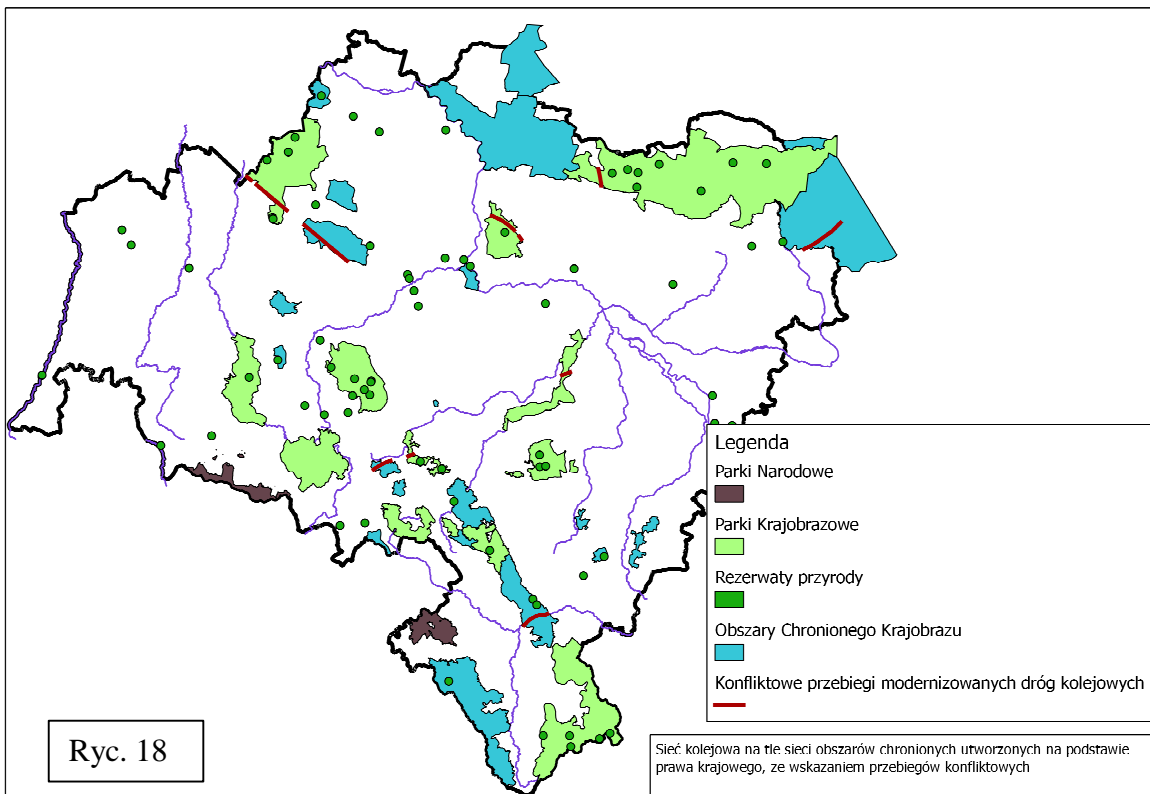 Legenda
Parki Narodowe
Parki Krajobrazowe
Rezerwaty przyrody
Obszary Chronionego Krajobrazu
Konfliktowe przebiegi modernizowanych dróg kolejowych
Ryc. 18
Sieć kolejowa na tle sieci obszarów chronionych utworzonych na podstawie
prawa krajowego, ze wskazaniem przebiegów konfliktowych